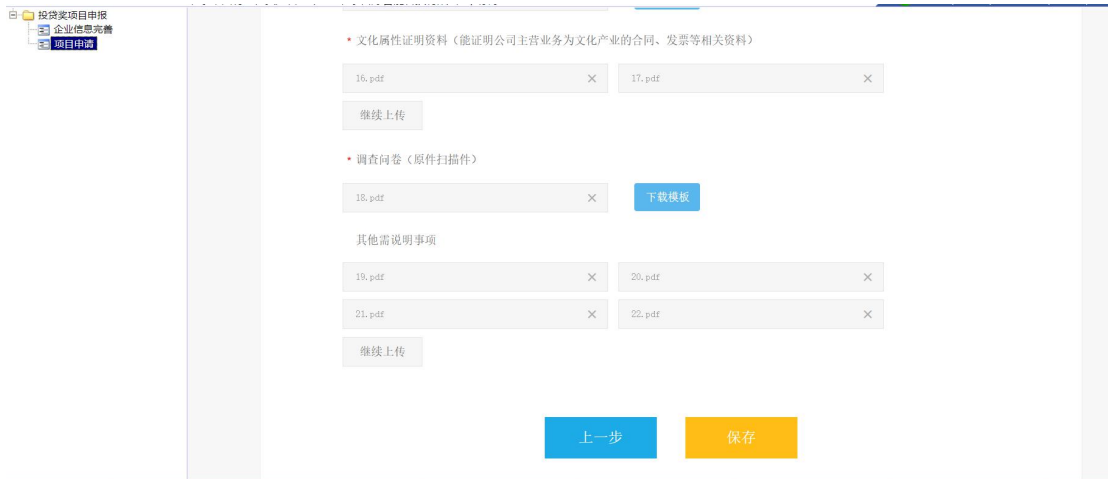 投贷奖项目申报
企业信息完善
项目申请
* 文化属性证明资料（能证明公司主营业务为文化产业的合同、发票等相关资料）
16.pdf × 17.pdf ×
继续上传
* 调查问卷（原件扫描件）
18.pdf × 下载模板
其他需说明事项
19.pdf × 20.pdf ×
21.pdf × 22.pdf ×
继续上传
上一步 保存